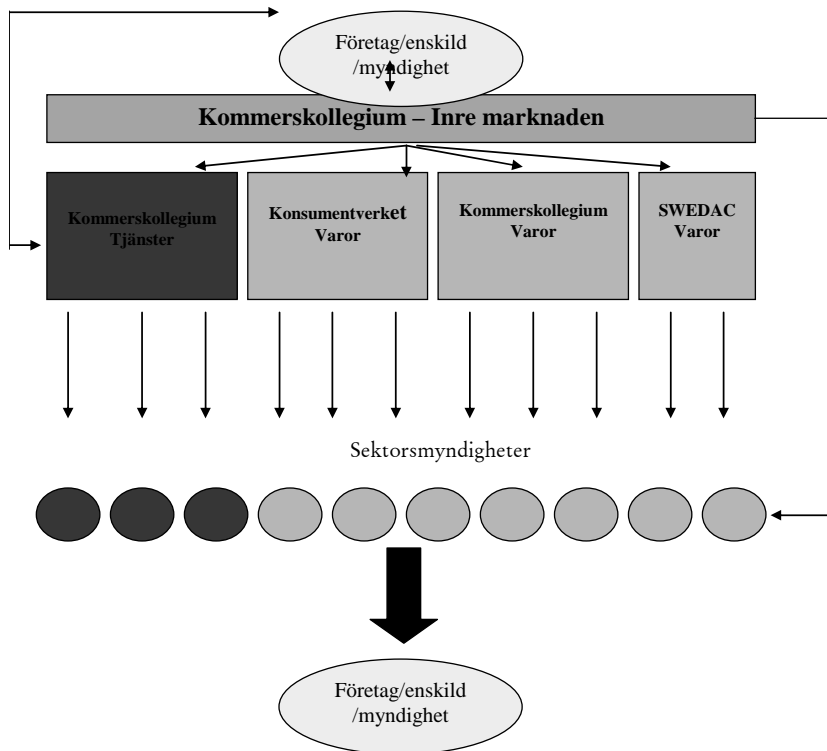 Företag/enskild
/myndighet
Kommerskollegium – Inre marknaden
Kommerskollegium
Tjänster
Konsumentverket
Varor
Kommerskollegium
Varor
SWEDAC
Varor
Sektorsmyndigheter
Företag/enskild
/myndighet